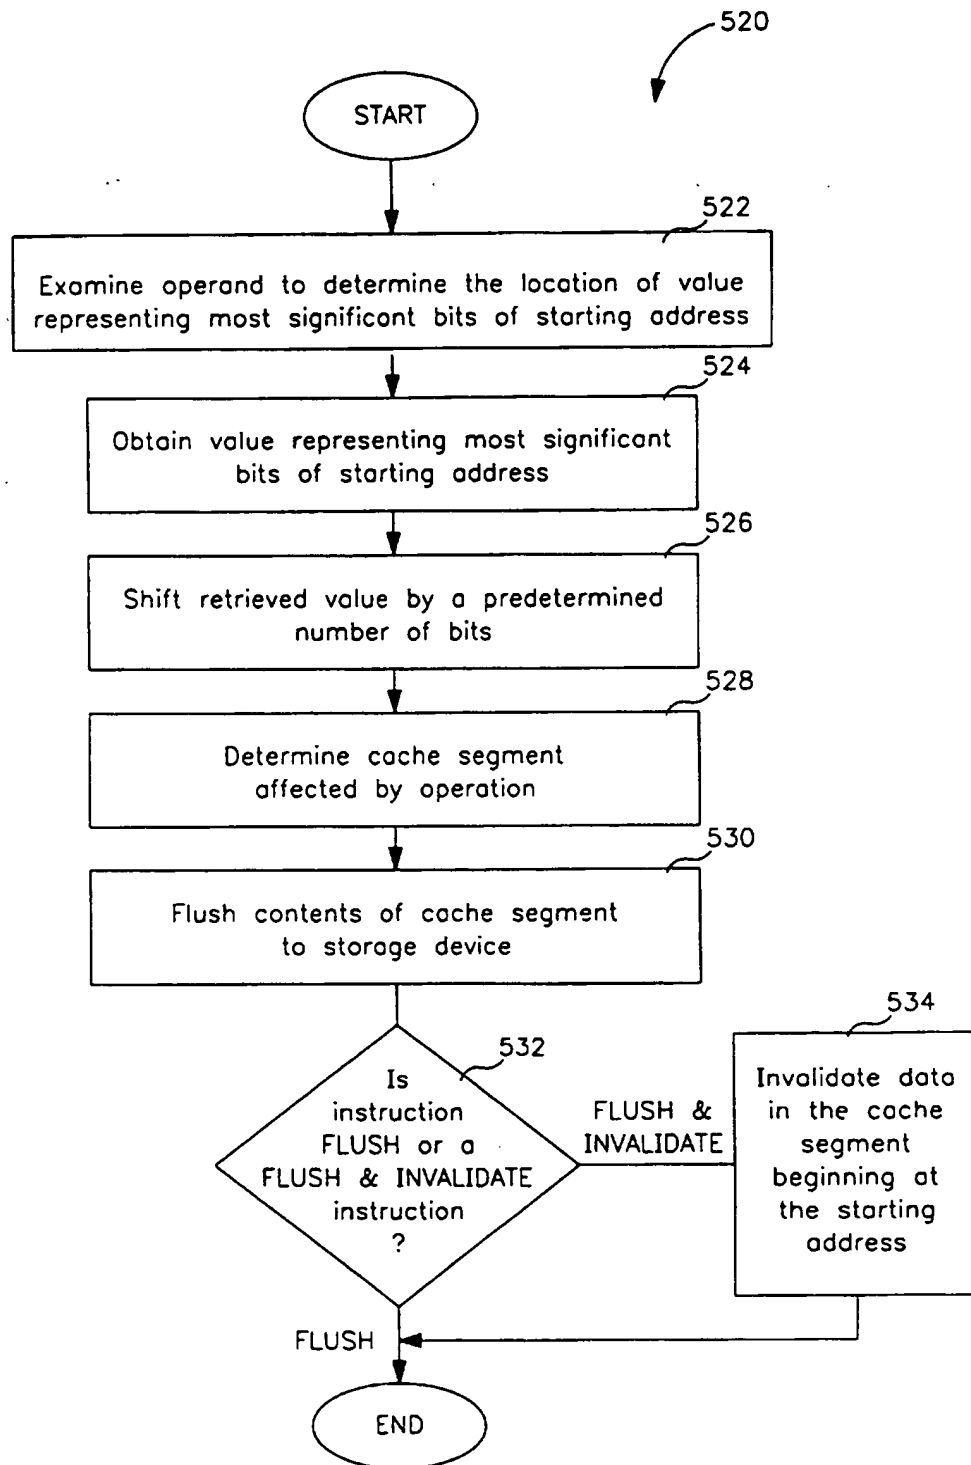 520
START
522
Examine operand to determine the location of value
representing most significant bits of starting address
524
Obtain value representing most significant
bits of starting address
526
Shift retrieved value by a predetermined
number of bits
528
Determine cache segment
affected by operation
530
Flush contents of cache segment
to storage device
532
Is
instruction
FLUSH or a
FLUSH & INVALIDATE
instruction
?
FLUSH &
INVALIDATE
534
Invalidate data
in the cache
segment
beginning at
the starting
address
FLUSH
END